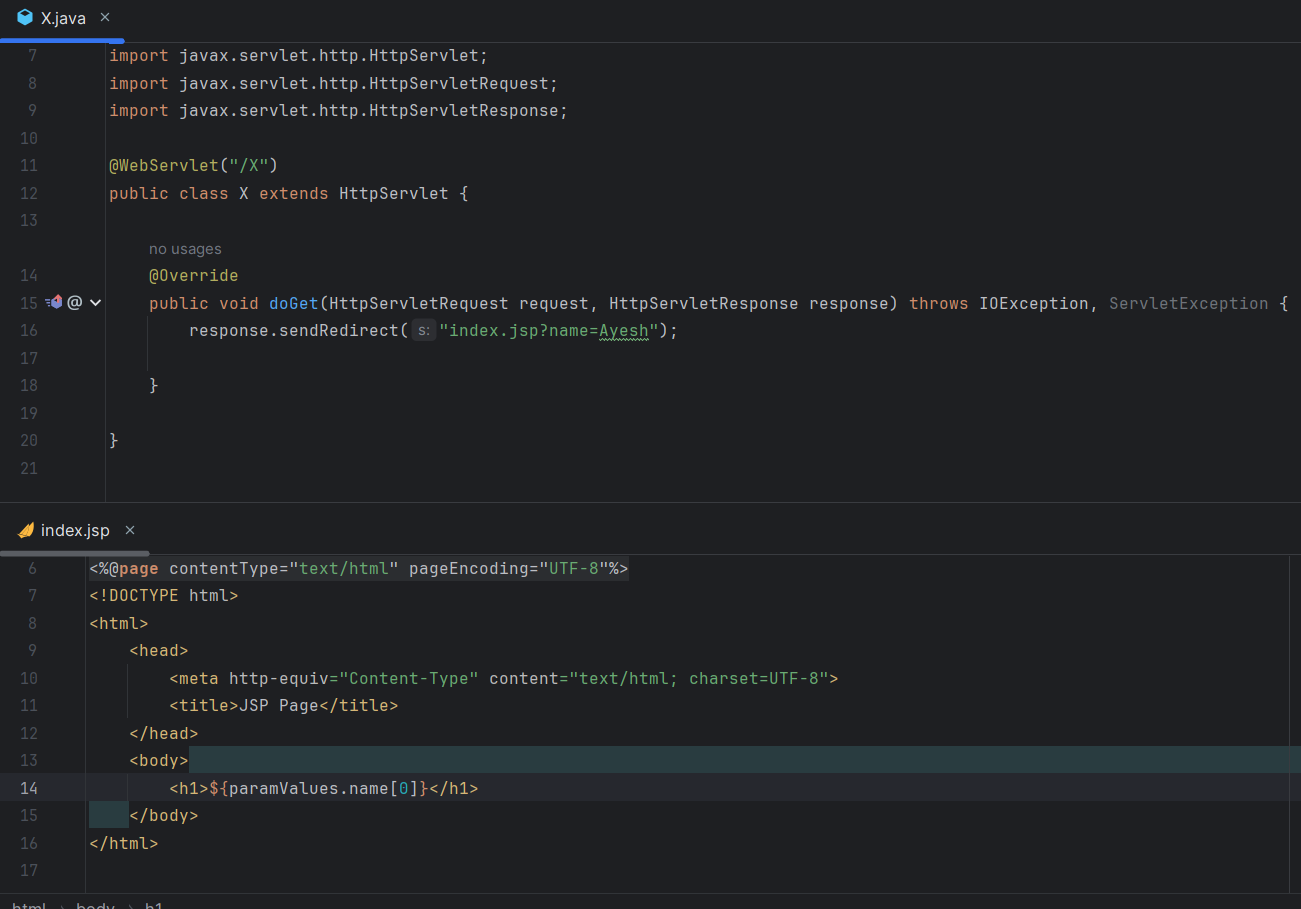 X.java ×
7 import javax.servlet.http.HttpServlet;
8 import javax.servlet.http.HttpServletRequest;
9 import javax.servlet.http.HttpServletResponse;
10
11 @WebServlet("/X")
12 public class X extends HttpServlet {
13
no usages
14 @Override
15 @ public void doGet(HttpServletRequest request, HttpServletResponse response) throws IOException, ServletException {
16 response.sendRedirect( s: "index.jsp?name=Ayesh");
17
18 }
19
20 }
21
index.jsp ×
6 <%@page contentType="text/html" pageEncoding="UTF-8"%>
7 <!DOCTYPE html>
8 <html>
9 <head>
10 <meta http-equiv="Content-Type" content="text/html; charset=UTF-8">
11 <title>JSP Page</title>
12 </head>
13 <body>
14 <h1>${paramValues.name[0]}</h1>
15 </body>
16 </html>
17
html › body › h1